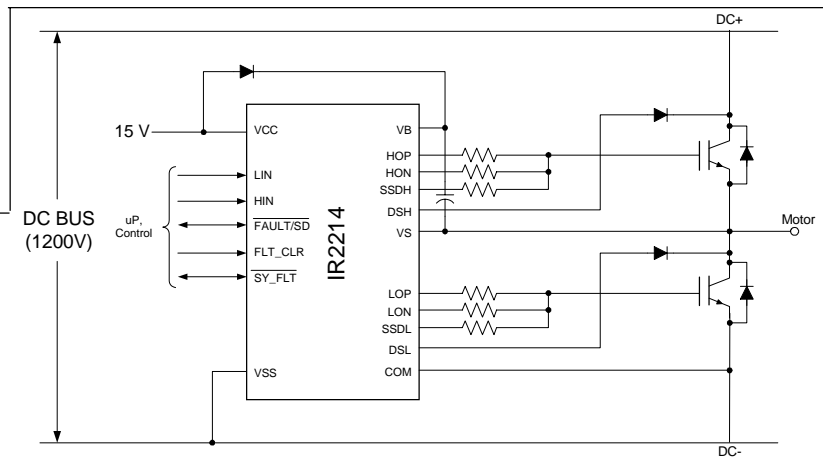 DC+
15 V
VCC
LIN
HIN
FAULT/SD
FLT_CLR
SY_FLT
VSS
uP,
Control
DC BUS
(1200V)
IR2214
VB
HOP
HON
SSDH
DSH
VS
LOP
LON
SSDL
DSL
COM
Motor
DC-